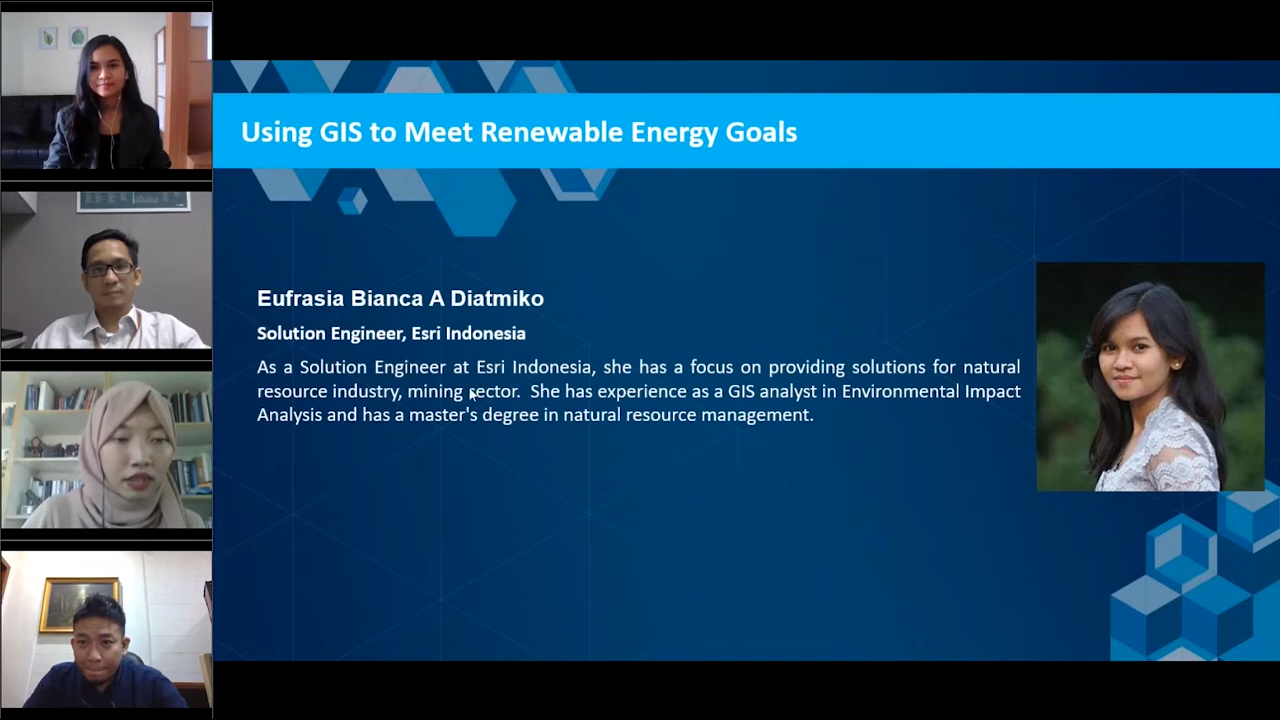 Using GIS to Meet Renewable Energy Goals
Eufrasia Bianca A Diatmiko
Solution Engineer, Esri Indonesia
As a Solution Engineer at Esri Indonesia, she has a focus on providing solutions for natural
resource industry, mining sector.  She has experience as a GIS analyst in Environmental Impact
Analysis and has a master's degree in natural resource management.